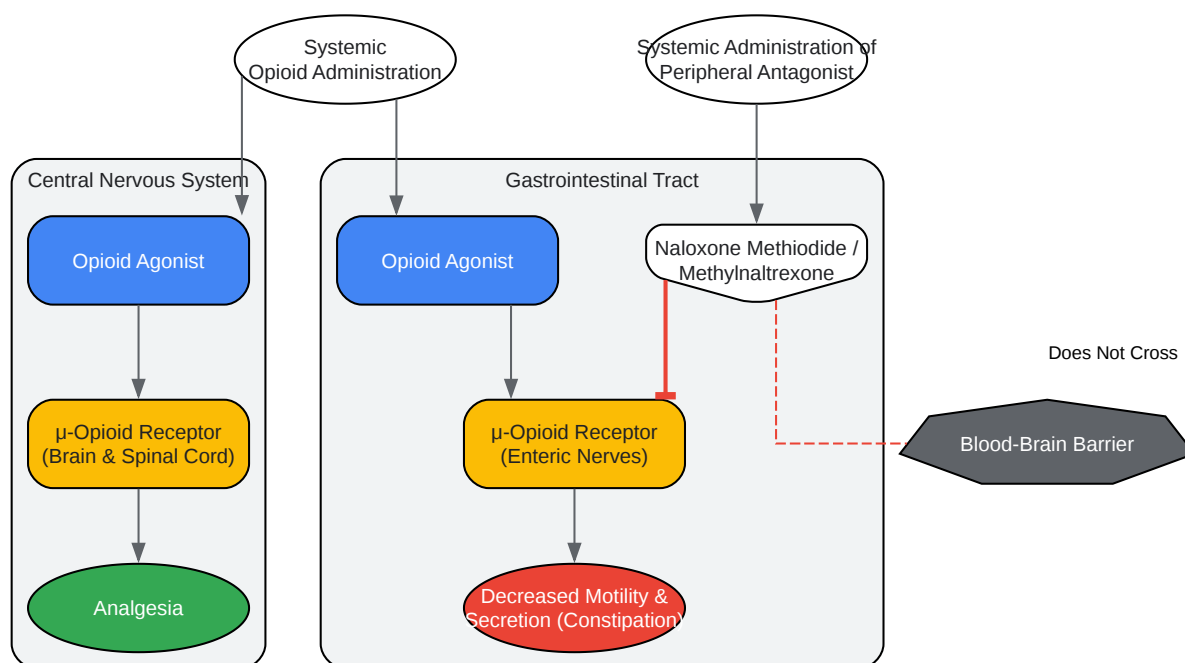 Systemic
Opioid Administration
Systemic Administration of
Peripheral Antagonist
Central Nervous System
Gastrointestinal Tract
Opioid Agonist
Opioid Agonist
Naloxone Methiodide /
Methylnaltrexone
Does Not Cross
μ-Opioid Receptor
(Brain & Spinal Cord)
μ-Opioid Receptor
(Enteric Nerves)
Blood-Brain Barrier
Analgesia
Decreased Motility &
Secretion (Constipation)